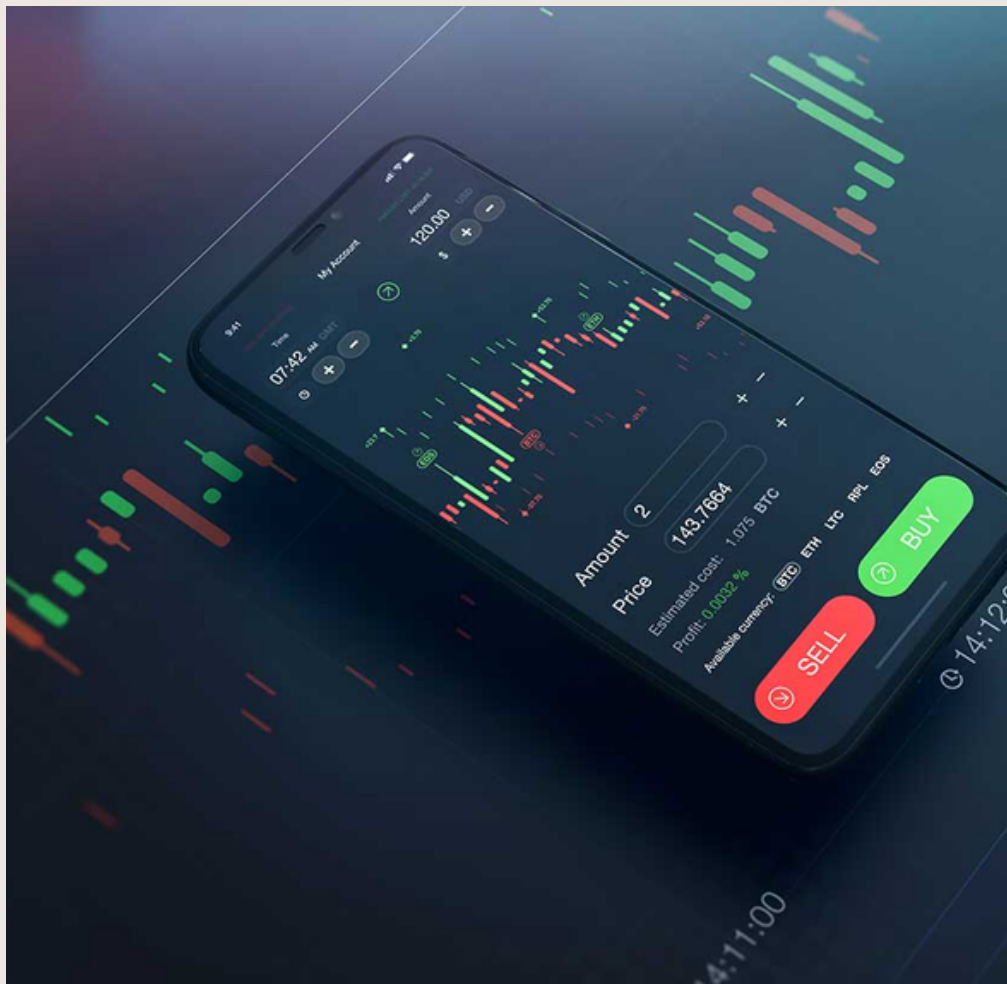 9:41
My Account
Time
Amount
07:42 AM GMT
120.00 USD
$
+ −
+ −
EOS
BTC
ETH
Amount 2 + −
Price 143.7664 + −
Estimated cost: 1.075 BTC
Profit: 0.0032 %
Available currency: BTC ETH LTC RPL EOS
SELL
BUY
14:12:0
4:11:00